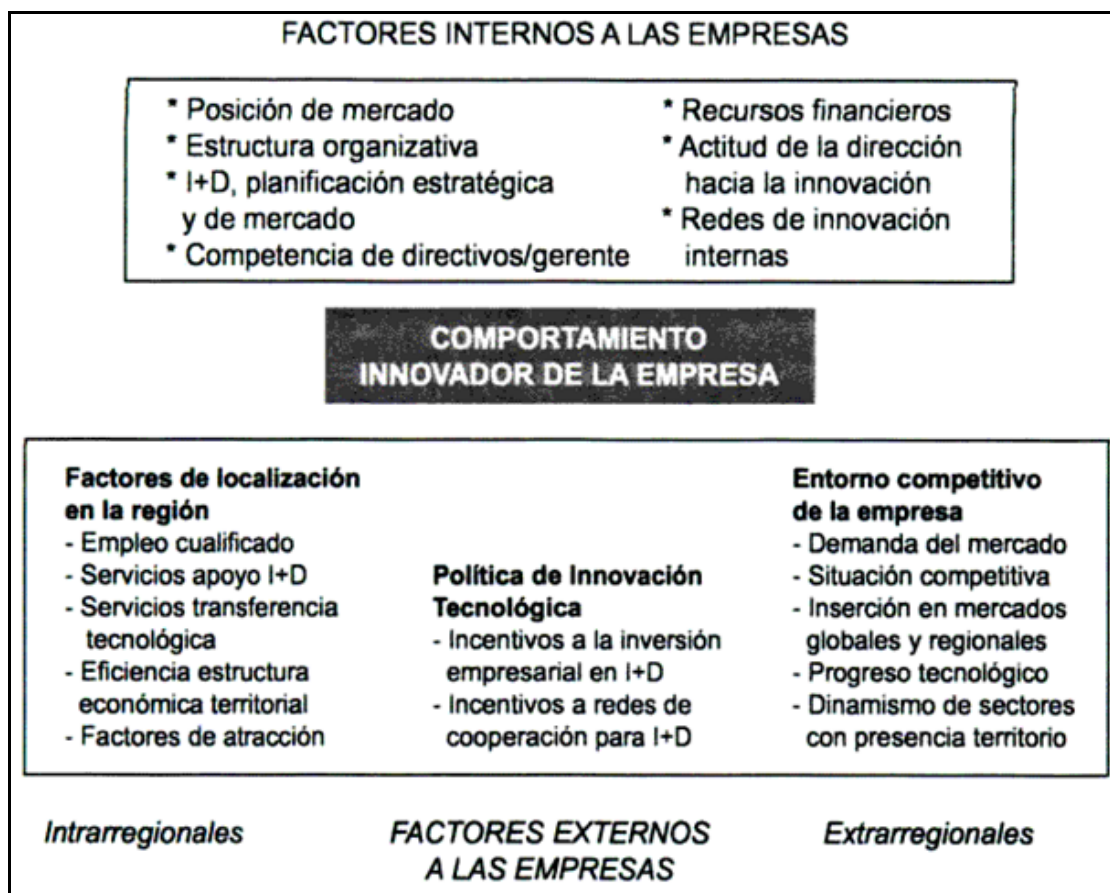 FACTORES INTERNOS A LAS EMPRESAS
* Posición de mercado
* Estructura organizativa
* I+D, planificación estratégica
y de mercado
* Competencia de directivos/gerente
* Recursos financieros
* Actitud de la dirección
hacia la innovación
* Redes de innovación
internas
COMPORTAMIENTO
INNOVADOR DE LA EMPRESA
Factores de localización
en la región
- Empleo cualificado
- Servicios apoyo I+D
- Servicios transferencia
tecnológica
- Eficiencia estructura
económica territorial
- Factores de atracción
Política de Innovación
Tecnológica
- Incentivos a la inversión
empresarial en I+D
- Incentivos a redes de
cooperación para I+D
Entorno competitivo
de la empresa
- Demanda del mercado
- Situación competitiva
- Inserción en mercados
globales y regionales
- Progreso tecnológico
- Dinamismo de sectores
con presencia territorio
Intrarregionales
FACTORES EXTERNOS
A LAS EMPRESAS
Extrarregionales